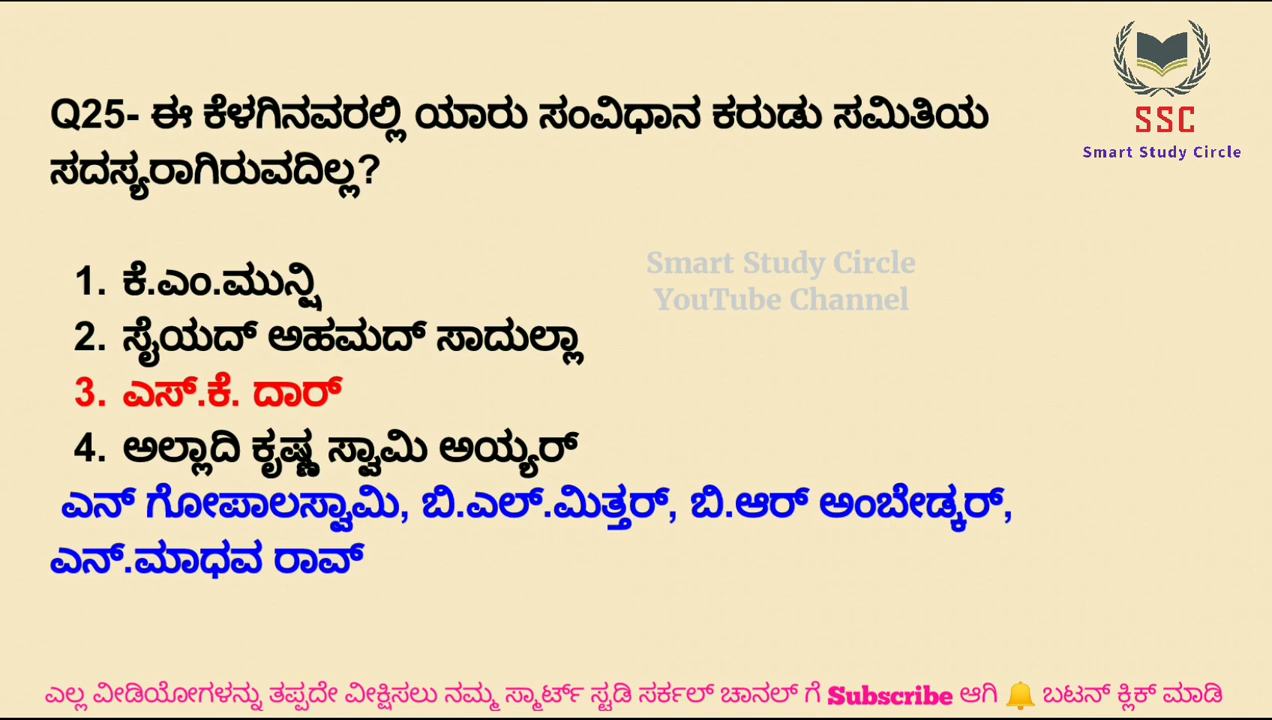 SSC
Smart Study Circle
Q25- ಈ ಕೆಳಗಿನವರಲ್ಲಿ ಯಾರು ಸಂವಿಧಾನ ಕರುಡು ಸಮಿತಿಯ
ಸದಸ್ಯರಾಗಿರುವದಿಲ್ಲ?
Smart Study Circle
YouTube Channel
1. ಕೆ.ಎಂ.ಮುನ್ಷಿ
2. ಸೈಯದ್ ಅಹಮದ್ ಸಾದುಲ್ಲಾ
3. ಎಸ್.ಕೆ. ದಾರ್
4. ಅಲ್ಲಾದಿ ಕೃಷ್ಣ ಸ್ವಾಮಿ ಅಯ್ಯರ್
ಎನ್ ಗೋಪಾಲಸ್ವಾಮಿ, ಬಿ.ಎಲ್.ಮಿತ್ತರ್, ಬಿ.ಆರ್ ಅಂಬೇಡ್ಕರ್,
ಎನ್.ಮಾಧವ ರಾವ್
ಎಲ್ಲ ವೀಡಿಯೋಗಳನ್ನು ತಪ್ಪದೇ ವೀಕ್ಷಿಸಲು ನಮ್ಮ ಸ್ಮಾರ್ಟ್ ಸ್ಟಡಿ ಸರ್ಕಲ್ ಚಾನಲ್ ಗೆ Subscribe ಆಗಿ 🔔 ಬಟನ್ ಕ್ಲಿಕ್ ಮಾಡಿ